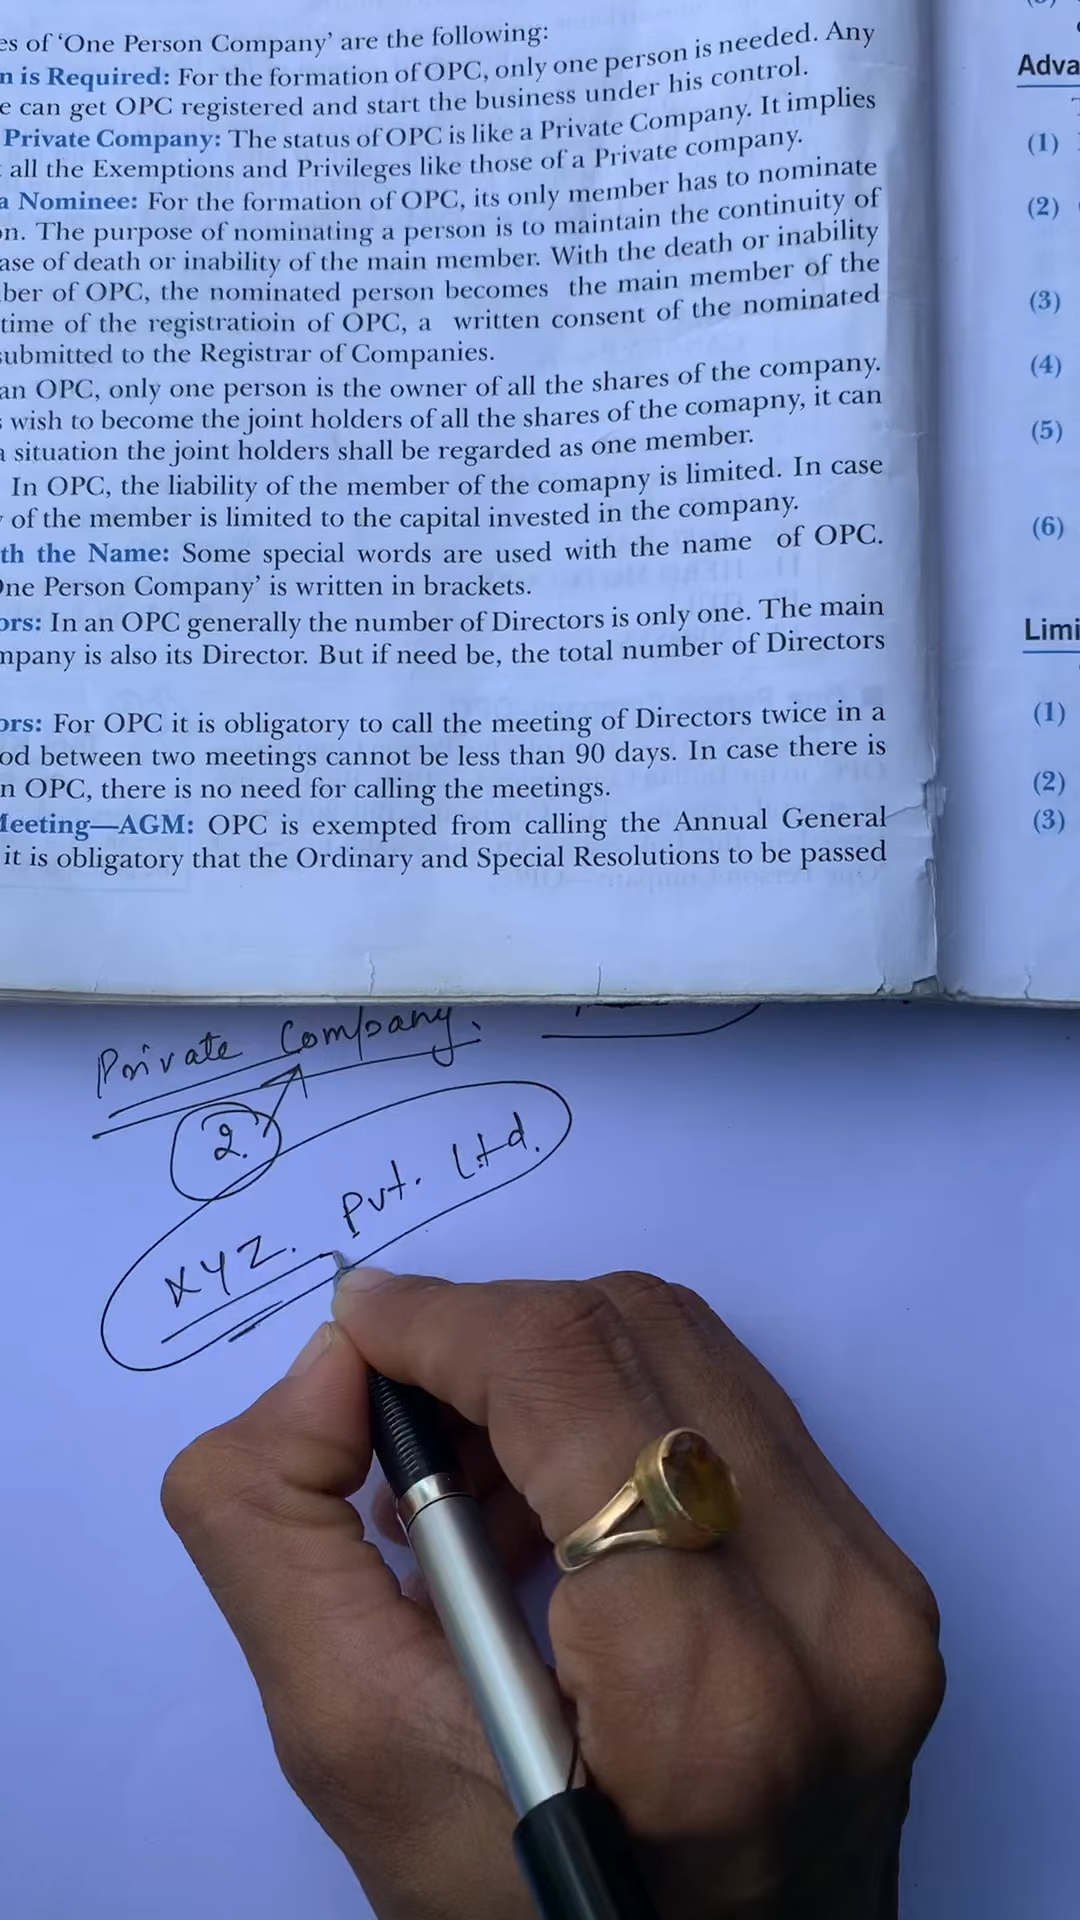 es of ‘One Person Company’ are the following:
n is Required: For the formation of OPC, only one person is needed. Any
e can get OPC registered and start the business under his control.
Private Company: The status of OPC is like a Private Company. It implies
all the Exemptions and Privileges like those of a Private company.
a Nominee: For the formation of OPC, its only member has to nominate
on. The purpose of nominating a person is to maintain the continuity of
ase of death or inability of the main member. With the death or inability
ber of OPC, the nominated person becomes the main member of the
time of the registratioin of OPC, a written consent of the nominated
submitted to the Registrar of Companies.
an OPC, only one person is the owner of all the shares of the company.
s wish to become the joint holders of all the shares of the comapny, it can
a situation the joint holders shall be regarded as one member.
In OPC, the liability of the member of the comapny is limited. In case
of the member is limited to the capital invested in the company.
th the Name: Some special words are used with the name of OPC.
One Person Company’ is written in brackets.
ors: In an OPC generally the number of Directors is only one. The main
mpany is also its Director. But if need be, the total number of Directors
ors: For OPC it is obligatory to call the meeting of Directors twice in a
od between two meetings cannot be less than 90 days. In case there is
n OPC, there is no need for calling the meetings.
Meeting—AGM: OPC is exempted from calling the Annual General
it is obligatory that the Ordinary and Special Resolutions to be passed
Adva
(1)
(2)
(3)
(4)
(5)
(6)
Limi
(1)
(2)
(3)
Private Company.
2.
XYZ. Pvt. Ltd.